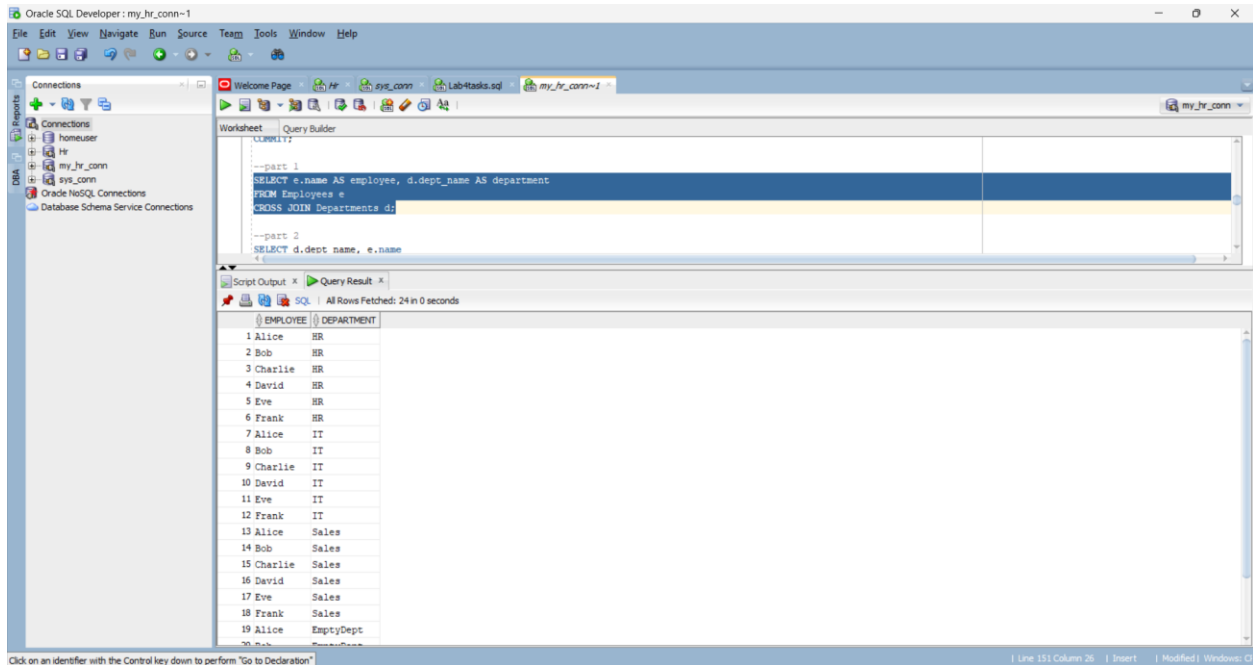 Oracle SQL Developer : my_hr_conn~1
File Edit View Navigate Run Source Team Tools Window Help
Connections
Welcome Page
Hr
sys_conn
Lab4tasks.sql
my_hr_conn~1
Reports
DBA
Connections
homeuser
Hr
my_hr_conn
sys_conn
Oracle NoSQL Connections
Database Schema Service Connections
my_hr_conn
Worksheet Query Builder
COMMIT;
--part 1
SELECT e.name AS employee, d.dept_name AS department
FROM Employees e
CROSS JOIN Departments d;
--part 2
SELECT d.dept_name, e.name
Script Output x Query Result x
SQL | All Rows Fetched: 24 in 0 seconds
EMPLOYEE DEPARTMENT
1 Alice HR
2 Bob HR
3 Charlie HR
4 David HR
5 Eve HR
6 Frank HR
7 Alice IT
8 Bob IT
9 Charlie IT
10 David IT
11 Eve IT
12 Frank IT
13 Alice Sales
14 Bob Sales
15 Charlie Sales
16 David Sales
17 Eve Sales
18 Frank Sales
19 Alice EmptyDept
20 Bob EmptyDept
Click on an identifier with the Control key down to perform "Go to Declaration"
| Line 151 Column 26 | Insert | Modified | Windows: C